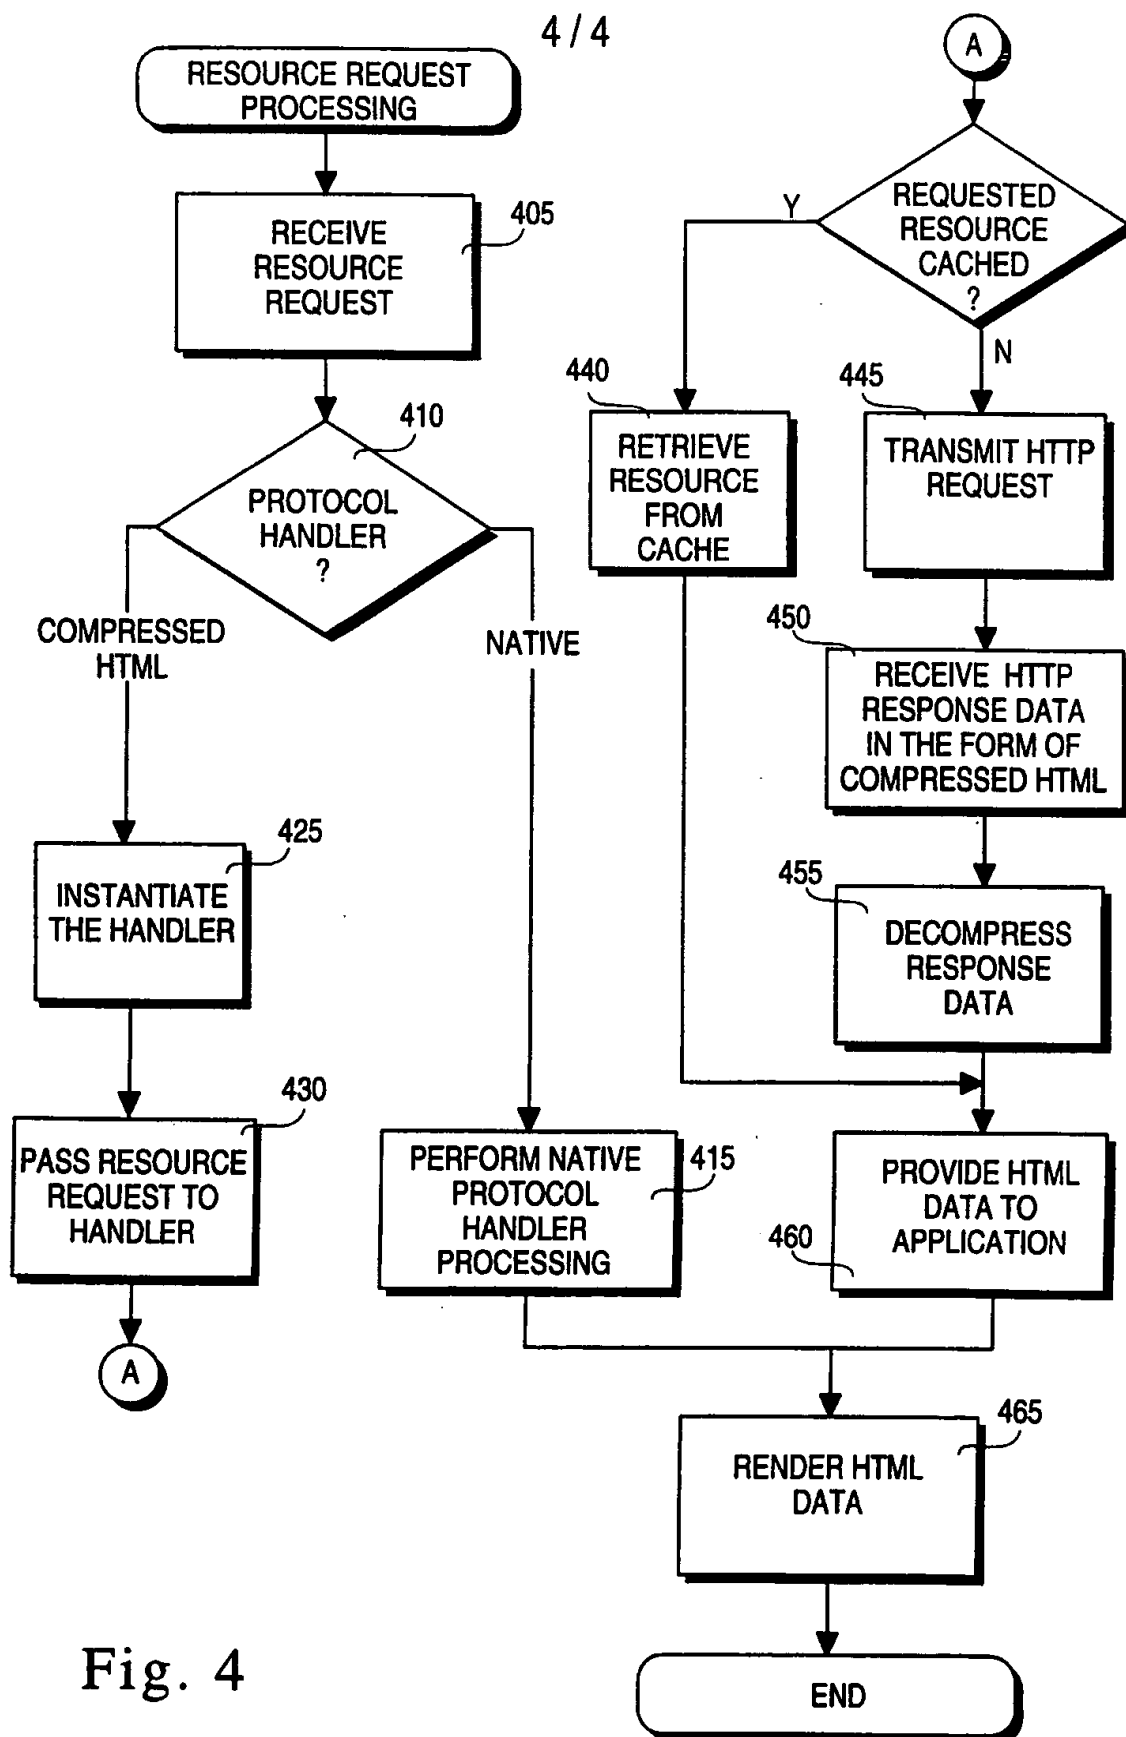 4/4
RESOURCE REQUEST
PROCESSING
RECEIVE
RESOURCE
REQUEST
405
410
PROTOCOL
HANDLER
?
COMPRESSED
HTML
NATIVE
425
INSTANTIATE
THE HANDLER
430
PASS RESOURCE
REQUEST TO
HANDLER
A
PERFORM NATIVE
PROTOCOL
HANDLER
PROCESSING
415
A
REQUESTED
RESOURCE
CACHED
?
Y
N
440
RETRIEVE
RESOURCE
FROM
CACHE
445
TRANSMIT HTTP
REQUEST
450
RECEIVE HTTP
RESPONSE DATA
IN THE FORM OF
COMPRESSED HTML
455
DECOMPRESS
RESPONSE
DATA
PROVIDE HTML
DATA TO
APPLICATION
460
465
RENDER HTML
DATA
END
Fig. 4